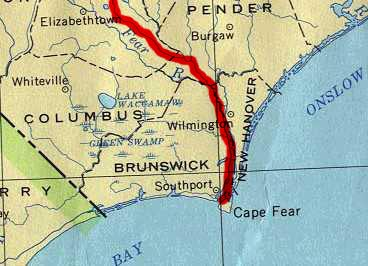 PENDER
Elizabethtown
Burgaw
Fear
R
Whiteville
LAKE
WACCAMAW
ONSLOW
COLUMBUS
Wilmington
GREEN SWAMP
NEW HANOVER
BRUNSWICK
RRY
Southport
Cape Fear
BAY